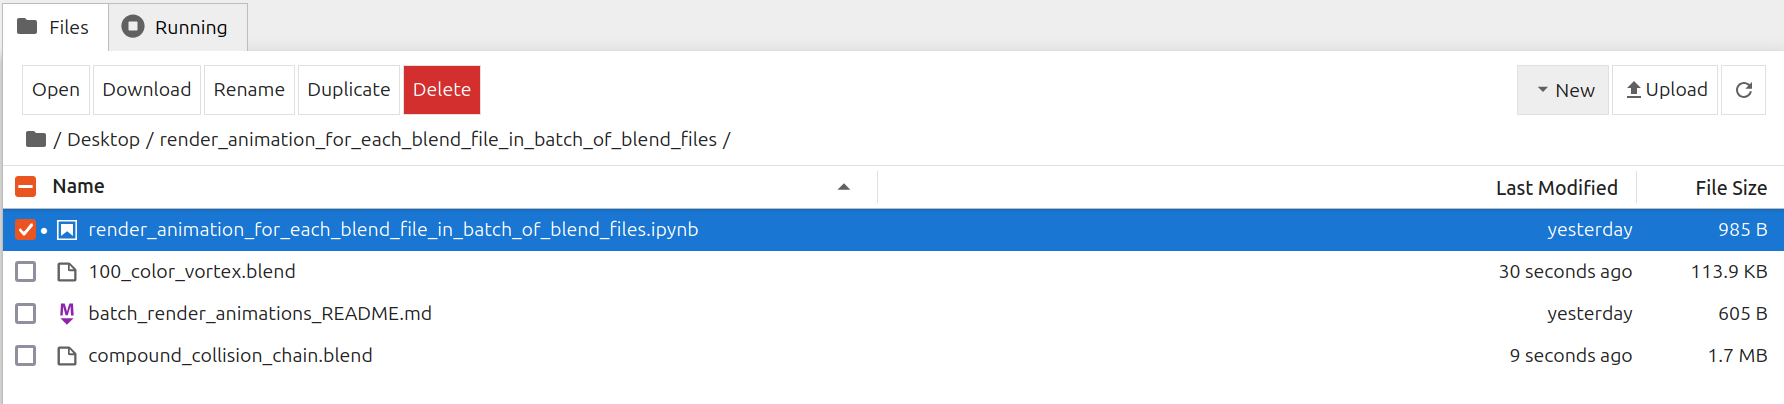 Files Running
Open Download Rename Duplicate Delete New Upload
/ Desktop / render_animation_for_each_blend_file_in_batch_of_blend_files /
Name Last Modified File Size
render_animation_for_each_blend_file_in_batch_of_blend_files.ipynb yesterday 985 B
100_color_vortex.blend 30 seconds ago 113.9 KB
M batch_render_animations_README.md yesterday 605 B
compound_collision_chain.blend 9 seconds ago 1.7 MB